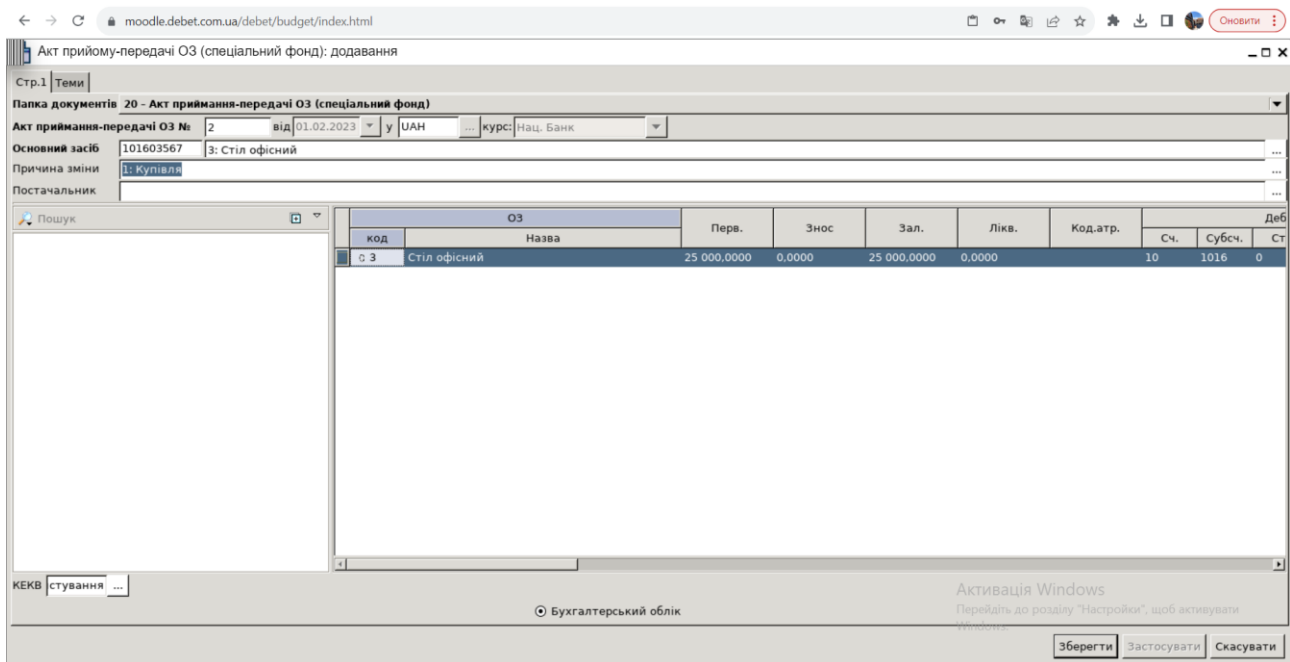 moodle.debet.com.ua/debet/budget/index.html Оновити
Акт прийому-передачі ОЗ (спеціальний фонд): додавання
Стр.1 Теми
Папка документів 20 - Акт приймання-передачі ОЗ (спеціальний фонд)
Акт приймання-передачі ОЗ № 2 від 01.02.2023 у UAH ... курс: Нац. Банк
Основний засіб 101603567 3: Стіл офісний ...
Причина зміни 1: Купівля ...
Постачальник ...
Пошук ОЗ Перв. Знос Зал. Лікв. Код.атр. Деб
код Назва Сч. Субсч. Ст
3 Стіл офісний 25 000,0000 0,0000 25 000,0000 0,0000 10 1016 0
КЕКВ стування ...
Активація Windows
Бухгалтерський облік
Перейдіть до розділу "Настройки", щоб активувати
Windows.
Зберегти Застосувати Скасувати